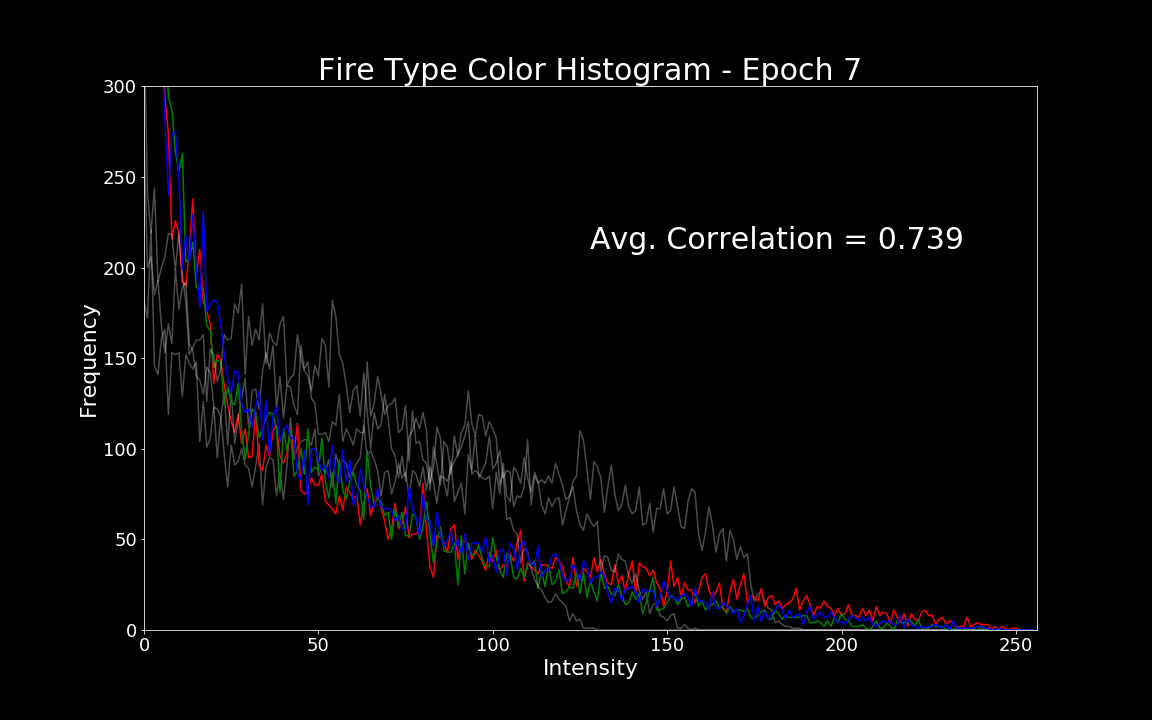 Fire Type Color Histogram - Epoch 7
300
250
200
150
100
50
0
Frequency
Avg. Correlation = 0.739
0 50 100 150 200 250
Intensity